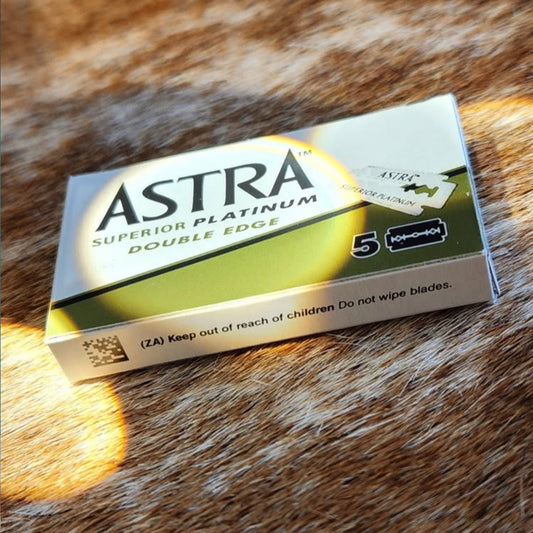 ASTRA™
SUPERIOR PLATINUM
DOUBLE EDGE
ASTRA
SUPERIOR PLATINUM
5
(ZA) Keep out of reach of children Do not wipe blades.